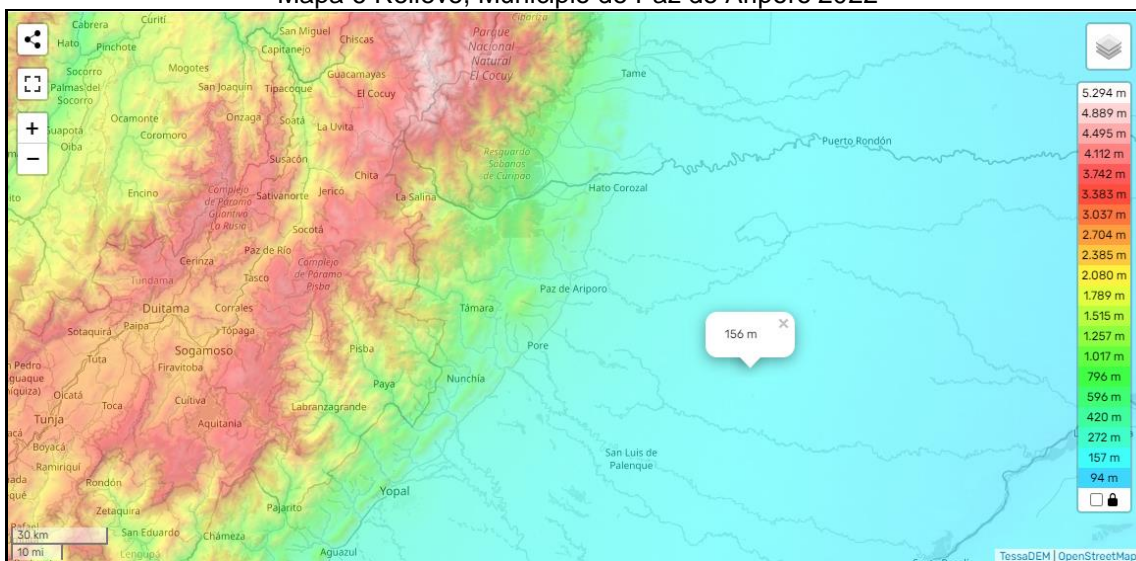 Mapa 6 Relieve, Municipio de Paz de Ariporo 2022
Cabrera
Curití
San Miguel
Chiscas
Parque
Nacional
Natural
El Cocuy
Hato
Pinchote
Capitanejo
Tame
Socorro
Mogotes
Guacamayas
Palmas del
Socorro
San Joaquín
Tipacoque
El Cocuy
Ocamonte
Onzaga
Soatá
La Uvita
Guapotá
Oiba
Coromoro
Puerto Rondón
Susacón
Resguardo
Sabanas
de Curipao
Chita
Encino
Complejo
de Páramo
Guantiva
La Rusia
Sativanorte
Jerico
La Salina
Hato Corozal
Socotá
Paz de Río
Cerinza
Complejo
de Páramo
Pisba
Tundama
Tasco
Paz de Ariporo
Duitama
Corrales
Támara
Sotaquirá
Paipa
Tópaga
156 m
×
Sogamoso
Pisba
Pore
Tuta
Firavitoba
Nunchía
Paya
Oicatá
Toca
Cuítiva
Labranzagrande
Tunja
Aquitania
Boyacá
Ramiriquí
San Luis de
Palenque
Rondón
Yopal
Zetaquira
Pajarito
San Eduardo
Chámeza
Lengupá
Aguazul
+
−
5.294 m
4.889 m
4.495 m
4.112 m
3.742 m
3.383 m
3.037 m
2.704 m
2.385 m
2.080 m
1.789 m
1.515 m
1.257 m
1.017 m
796 m
596 m
420 m
272 m
157 m
94 m
30 km
10 mi
TessaDEM | OpenStreetMap